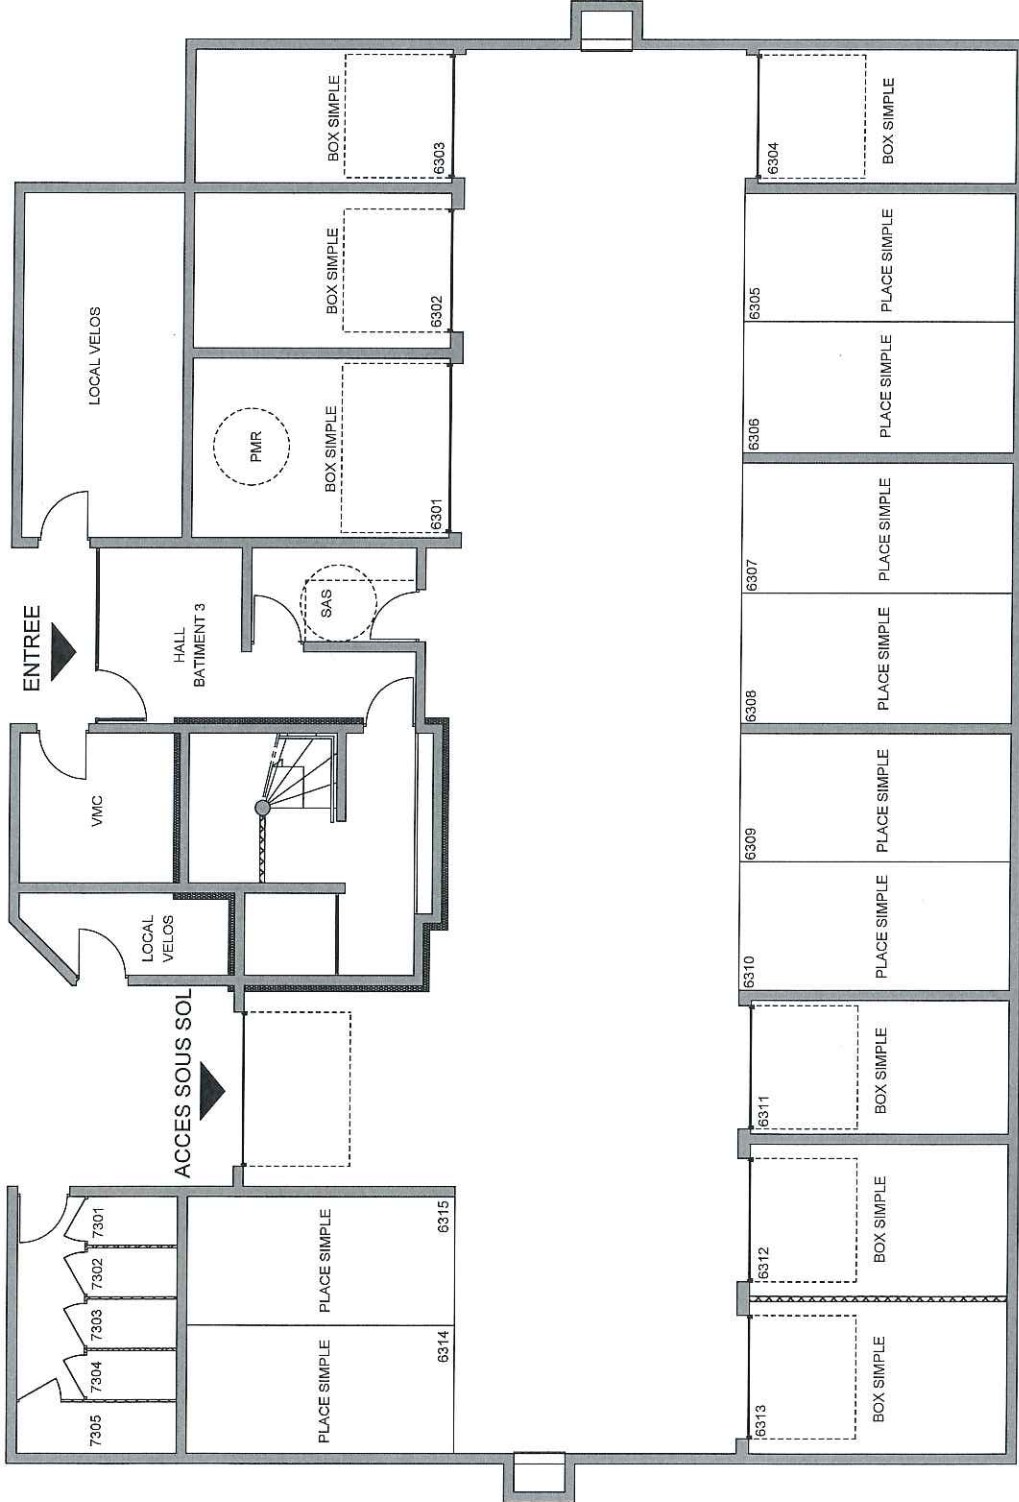 7305
7304
7303
7302
7301
ACCES SOUS SOL
LOCAL
VELOS
VMC
ENTREE
HALL
BATIMENT 3
SAS
LOCAL VELOS
PLACE SIMPLE
6314
PLACE SIMPLE
6315
PMR
BOX SIMPLE
6301
BOX SIMPLE
6302
BOX SIMPLE
6303
6313
BOX SIMPLE
6312
BOX SIMPLE
6311
BOX SIMPLE
6310
PLACE SIMPLE
6309
PLACE SIMPLE
6308
PLACE SIMPLE
6307
PLACE SIMPLE
6306
PLACE SIMPLE
6305
PLACE SIMPLE
6304
BOX SIMPLE